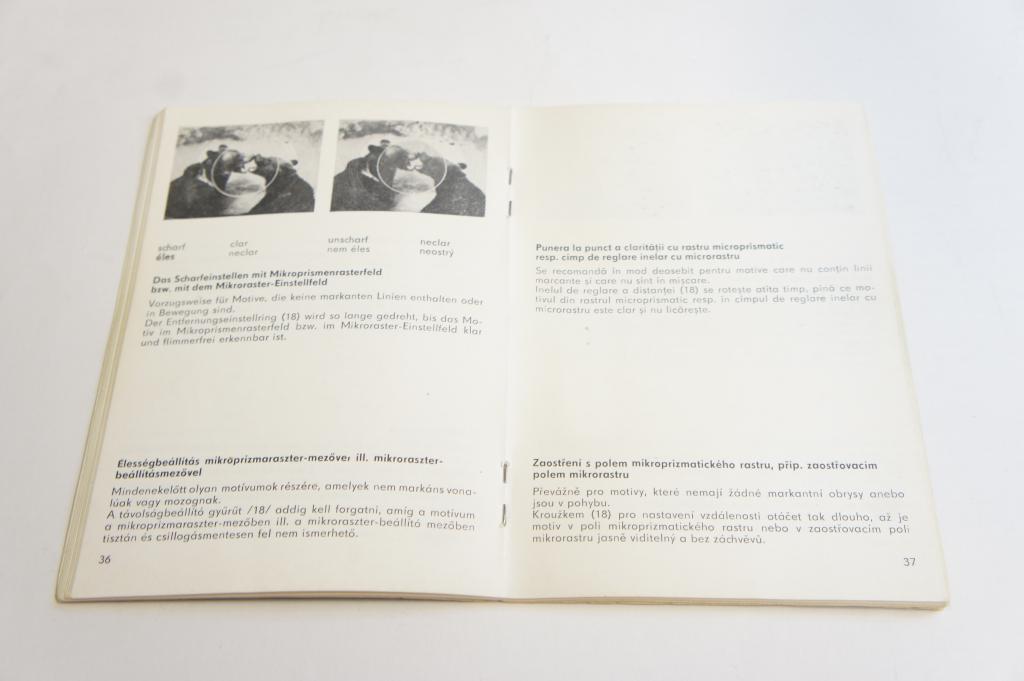 scharf clar unscharf neclar
éles neclar nem éles neostrý
Das Scharfeinstellen mit Mikroprismenrasterfeld
bzw. mit dem Mikroraster-Einstellfeld
Vorzugsweise für Motive, die keine markanten Linien enthalten oder
in Bewegung sind.
Der Entfernungseinstellring (18) wird so lange gedreht, bis das Mo-
tiv im Mikroprismenrasterfeld bzw. im Mikroraster-Einstellfeld klar
und flimmerfrei erkennbar ist.
Élességbeállítás mikróprizmaraszter-mezővel ill. mikroraszter-
beállításmezővel
Mindenekelőtt olyan motívumok részére, amelyek nem markáns vona-
lúak vagy mozognak.
A távolságbeállító gyűrűt /18/ addig kell forgatni, amíg a motívum
a mikroprizmaraszter-mezőben ill. a mikroraszter-beállító mezőben
tisztán és csillogásmentesen fel nem ismerhető.
36
Punera la punct a clarității cu rastru microprismatic
resp. cimp de reglare inelar cu microrastru
Se recomandă în mod deosebit pentru motive care nu conțin linii
marcante și care nu sînt în mișcare.
Inelul de reglare a distanței (18) se rotește atita timp, pină ce mo-
tivul din rastrul microprismatic resp. in cimpul de reglare inelar cu
microrastru este clar și nu licărește.
Zaostření s polem mikroprizmatického rastru, příp. zaostřovacím
polem mikrorastru
Převážně pro motivy, které nemají žádné markantní obrysy anebo
jsou v pohybu.
Kroužkem (18) pro nastavení vzdálenosti otáčet tak dlouho, až je
motiv v poli mikroprizmatického rastru nebo v zaostřovacím poli
mikrorastru jasně viditelný a bez záchvěvů.
37